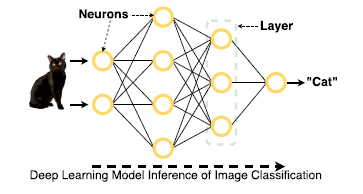 Neurons
Layer
"Cat"
Deep Learning Model Inference of Image Classification